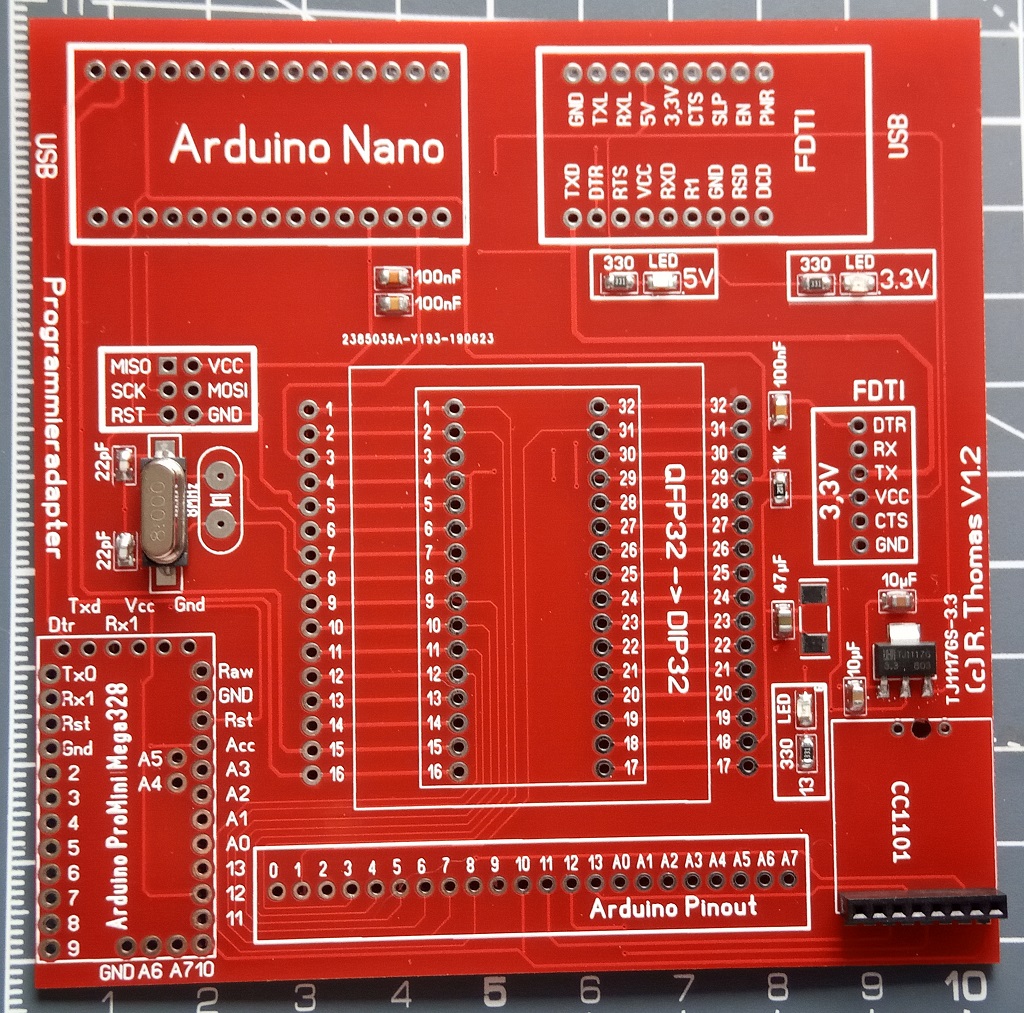 Arduino Nano
USB
GND TXL RXL 5V 3,3V CTS SLP EN PWR
FDTI
USB
TXD DTR RTS VCC RXD R1 GND RSD DCD
330 LED 5V
330 LED 3.3V
100nF
100nF
2385035A-Y193-190623
Programmieradapter
MISO VCC
SCK MOSI
RST GND
22pF
22pF
8.000
8MHz
1 1 32 32
2 2 31 31
3 3 30 30
4 4 29 29
5 5 28 28
6 6 27 27
7 7 26 26
8 8 25 25
9 9 24 24
10 10 23 23
11 11 22 22
12 12 21 21
13 13 20 20
14 14 19 19
15 15 18 18
16 16 17 17
QFP32 -> DIP32
100nF
1K
47µF
FDTI
3,3V
DTR
RX
TX
VCC
CTS
GND
10µF
10µF
TJ1117GS-3.3
(c) R. Thomas V1.2
LED
330
13
CC1101
Txd Vcc Gnd
Dtr Rx1
Tx0 Raw
Rx1 GND
Rst Rst
Gnd Acc
2 A5 A3
3 A4 A2
4 A1
5 A0
6 13
7 12
8 11
9
Arduino ProMini Mega328
GND A6 A7 10
0 1 2 3 4 5 6 7 8 9 10 11 12 13 A0 A1 A2 A3 A4 A5 A6 A7
Arduino Pinout
1 2 3 4 5 6 7 8 9 10